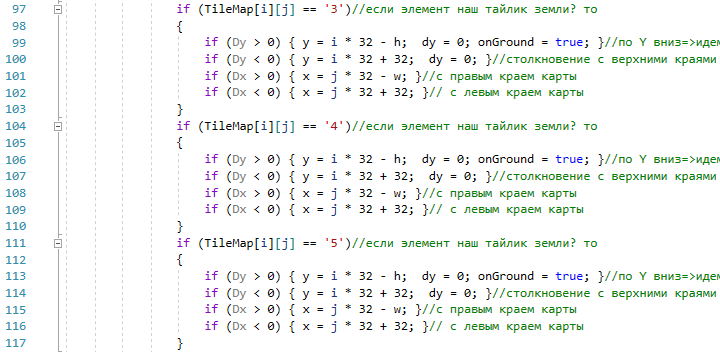 97 if (TileMap[i][j] == '3')//если элемент наш тайлик земли? то
98 {
99 if (Dy > 0) { y = i * 32 - h;  dy = 0; onGround = true; }//по Y вниз=>идем
100 if (Dy < 0) { y = i * 32 + 32;  dy = 0; }//столкновение с верхними краями
101 if (Dx > 0) { x = j * 32 - w; }//с правым краем карты
102 if (Dx < 0) { x = j * 32 + 32; }// с левым краем карты
103 }
104 if (TileMap[i][j] == '4')//если элемент наш тайлик земли? то
105 {
106 if (Dy > 0) { y = i * 32 - h;  dy = 0; onGround = true; }//по Y вниз=>идем
107 if (Dy < 0) { y = i * 32 + 32;  dy = 0; }//столкновение с верхними краями
108 if (Dx > 0) { x = j * 32 - w; }//с правым краем карты
109 if (Dx < 0) { x = j * 32 + 32; }// с левым краем карты
110 }
111 if (TileMap[i][j] == '5')//если элемент наш тайлик земли? то
112 {
113 if (Dy > 0) { y = i * 32 - h;  dy = 0; onGround = true; }//по Y вниз=>идем
114 if (Dy < 0) { y = i * 32 + 32;  dy = 0; }//столкновение с верхними краями
115 if (Dx > 0) { x = j * 32 - w; }//с правым краем карты
116 if (Dx < 0) { x = j * 32 + 32; }// с левым краем карты
117 }